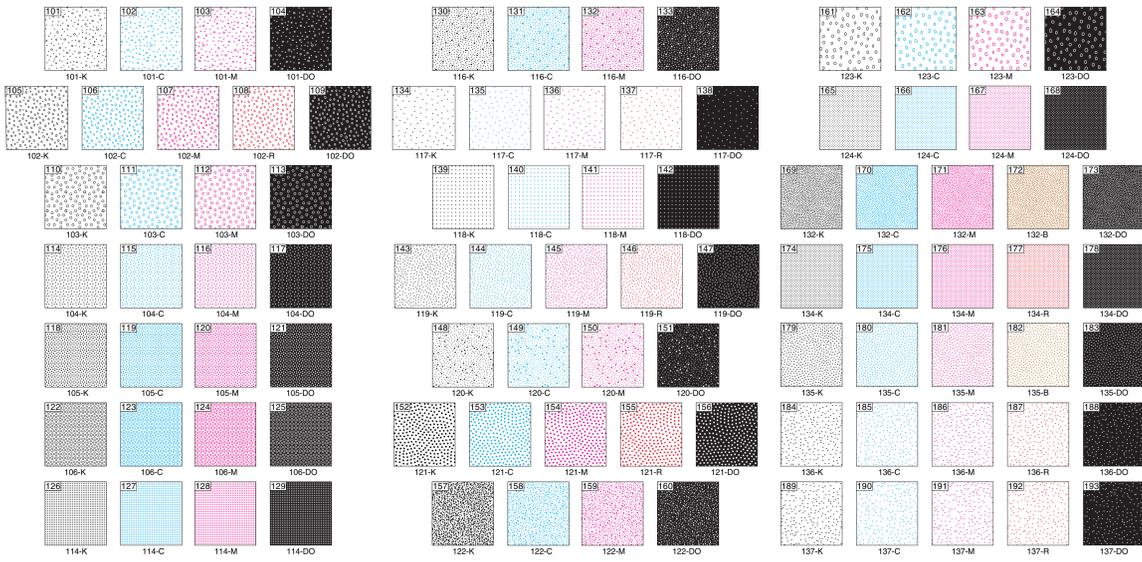 101 102 103 104
101-K 101-C 101-M 101-DO
105 106 107 108 109
102-K 102-C 102-M 102-R 102-DO
110 111 112 113
103-K 103-C 103-M 103-DO
114 115 116 117
104-K 104-C 104-M 104-DO
118 119 120 121
105-K 105-C 105-M 105-DO
122 123 124 125
106-K 106-C 106-M 106-DO
126 127 128 129
114-K 114-C 114-M 114-DO
130 131 132 133
116-K 116-C 116-M 116-DO
134 135 136 137 138
117-K 117-C 117-M 117-R 117-DO
139 140 141 142
118-K 118-C 118-M 118-DO
143 144 145 146 147
119-K 119-C 119-M 119-R 119-DO
148 149 150 151
120-K 120-C 120-M 120-DO
152 153 154 155 156
121-K 121-C 121-M 121-R 121-DO
157 158 159 160
122-K 122-C 122-M 122-DO
161 162 163 164
123-K 123-C 123-M 123-DO
165 166 167 168
124-K 124-C 124-M 124-DO
169 170 171 172 173
132-K 132-C 132-M 132-B 132-DO
174 175 176 177 178
134-K 134-C 134-M 134-R 134-DO
179 180 181 182 183
135-K 135-C 135-M 135-B 135-DO
184 185 186 187 188
136-K 136-C 136-M 136-R 136-DO
189 190 191 192 193
137-K 137-C 137-M 137-R 137-DO